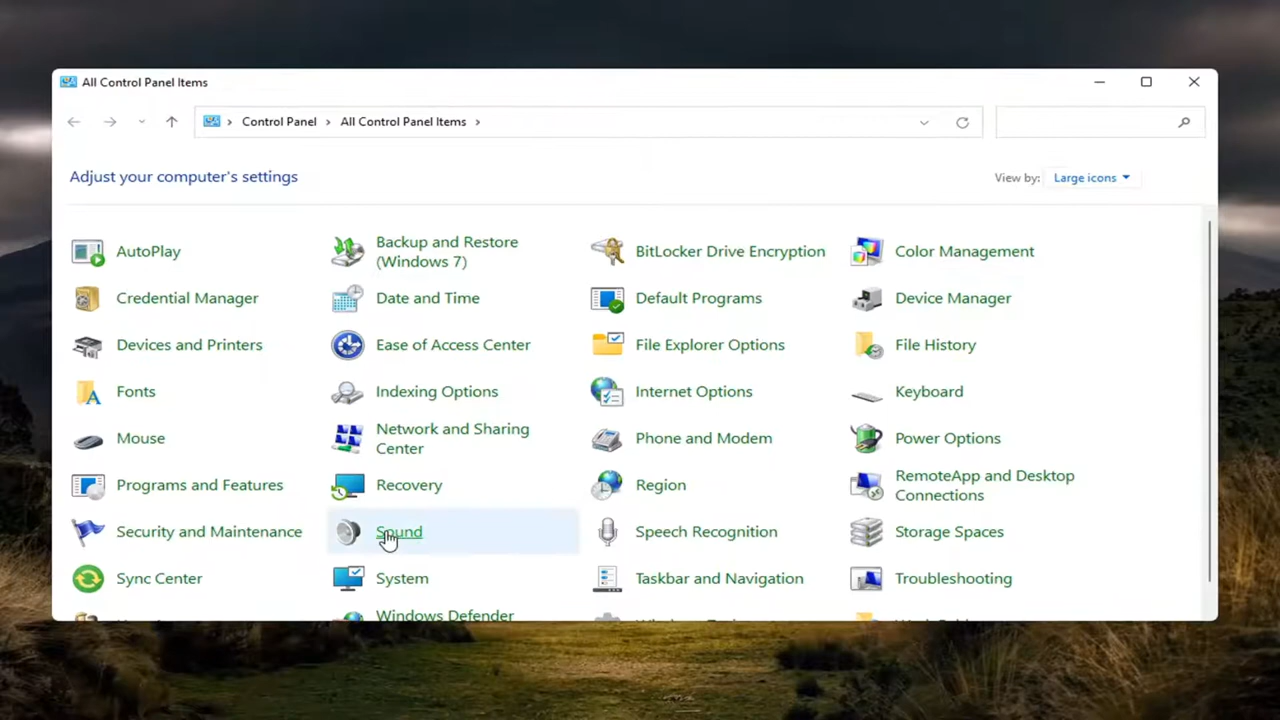 All Control Panel Items
Control Panel > All Control Panel Items >
Adjust your computer's settings
View by: Large icons
AutoPlay
Backup and Restore
(Windows 7)
BitLocker Drive Encryption
Color Management
Credential Manager
Date and Time
Default Programs
Device Manager
Devices and Printers
Ease of Access Center
File Explorer Options
File History
Fonts
Indexing Options
Internet Options
Keyboard
Mouse
Network and Sharing
Center
Phone and Modem
Power Options
Programs and Features
Recovery
Region
RemoteApp and Desktop
Connections
Security and Maintenance
Sound
Speech Recognition
Storage Spaces
Sync Center
System
Taskbar and Navigation
Troubleshooting
Windows Defender